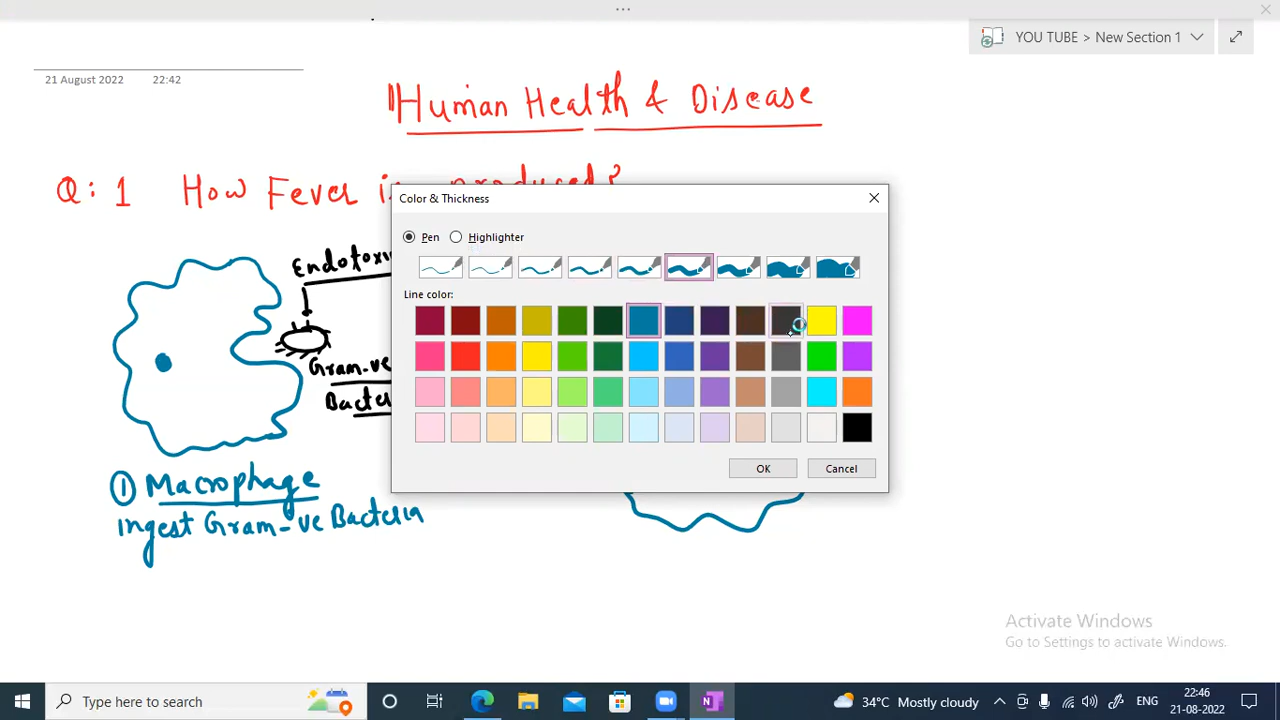 YOU TUBE > New Section 1
21 August 2022 22:42
Human Health & Disease
Q: 1 How Fever is produced?
Color & Thickness
Pen Highlighter
Line color:
OK Cancel
Gram-ve
① Macrophage
ingest Gram-ve Bacteria
Activate Windows
Go to Settings to activate Windows.
Type here to search
34°C Mostly cloudy
ENG
22:46
21-08-2022